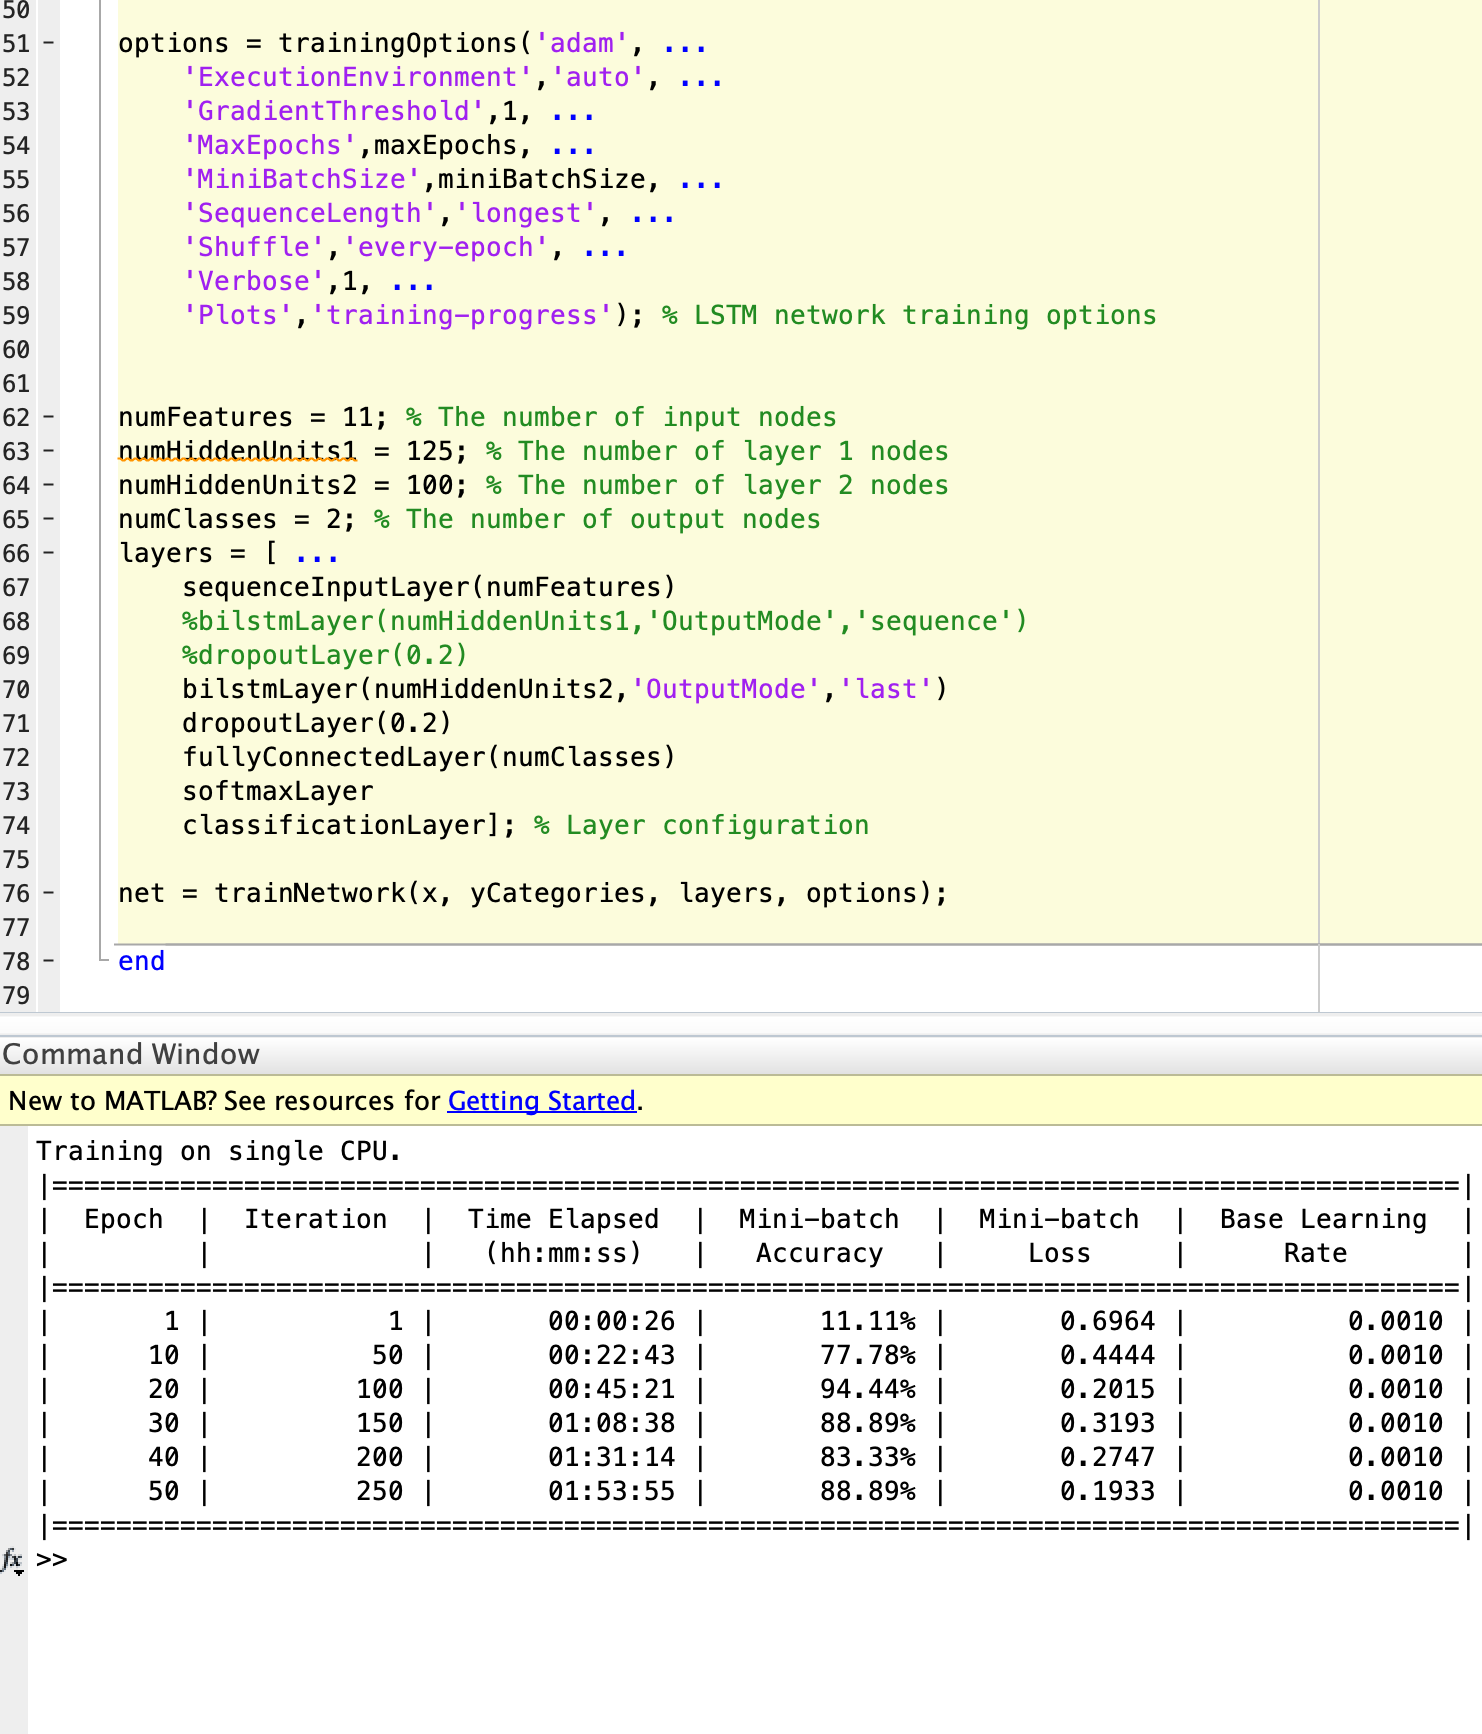 50
51 - options = trainingOptions('adam', ...
52 'ExecutionEnvironment','auto', ...
53 'GradientThreshold',1, ...
54 'MaxEpochs',maxEpochs, ...
55 'MiniBatchSize',miniBatchSize, ...
56 'SequenceLength','longest', ...
57 'Shuffle','every-epoch', ...
58 'Verbose',1, ...
59 'Plots','training-progress'); % LSTM network training options
60
61
62 - numFeatures = 11; % The number of input nodes
63 - numHiddenUnits1 = 125; % The number of layer 1 nodes
64 - numHiddenUnits2 = 100; % The number of layer 2 nodes
65 - numClasses = 2; % The number of output nodes
66 - layers = [ ...
67 sequenceInputLayer(numFeatures)
68 %bilstmLayer(numHiddenUnits1,'OutputMode','sequence')
69 %dropoutLayer(0.2)
70 bilstmLayer(numHiddenUnits2,'OutputMode','last')
71 dropoutLayer(0.2)
72 fullyConnectedLayer(numClasses)
73 softmaxLayer
74 classificationLayer]; % Layer configuration
75
76 - net = trainNetwork(x, yCategories, layers, options);
77
78 - end
79
Command Window
New to MATLAB? See resources for Getting Started.
Training on single CPU.
|========================================================================================|
| Epoch | Iteration | Time Elapsed | Mini-batch | Mini-batch | Base Learning |
| | | (hh:mm:ss) | Accuracy | Loss | Rate |
|========================================================================================|
| 1 | 1 | 00:00:26 | 11.11% | 0.6964 | 0.0010 |
| 10 | 50 | 00:22:43 | 77.78% | 0.4444 | 0.0010 |
| 20 | 100 | 00:45:21 | 94.44% | 0.2015 | 0.0010 |
| 30 | 150 | 01:08:38 | 88.89% | 0.3193 | 0.0010 |
| 40 | 200 | 01:31:14 | 83.33% | 0.2747 | 0.0010 |
| 50 | 250 | 01:53:55 | 88.89% | 0.1933 | 0.0010 |
|========================================================================================|
fx >>